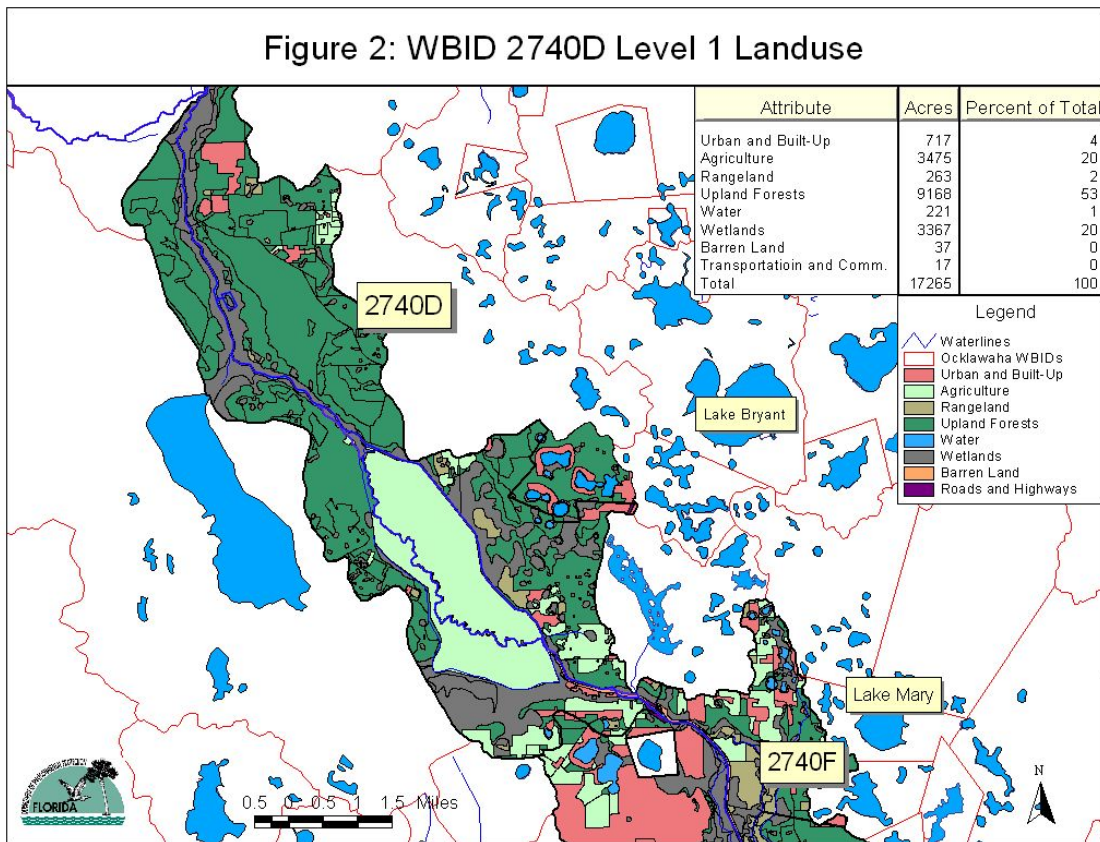 Figure 2: WBID 2740D Level 1 Landuse
Attribute Acres Percent of Total
Urban and Built-Up 717 4
Agriculture 3475 20
Rangeland 263 2
Upland Forests 9168 53
Water 221 1
Wetlands 3367 20
Barren Land 37 0
Transportatioin and Comm. 17 0
Total 17265 100
Legend
Waterlines
Ocklawaha WBIDs
Urban and Built-Up
Agriculture
Rangeland
Upland Forests
Water
Wetlands
Barren Land
Roads and Highways
2740D
Lake Bryant
Lake Mary
2740F
FLORIDA
0.5 0 0.5 1 1.5 Miles
N